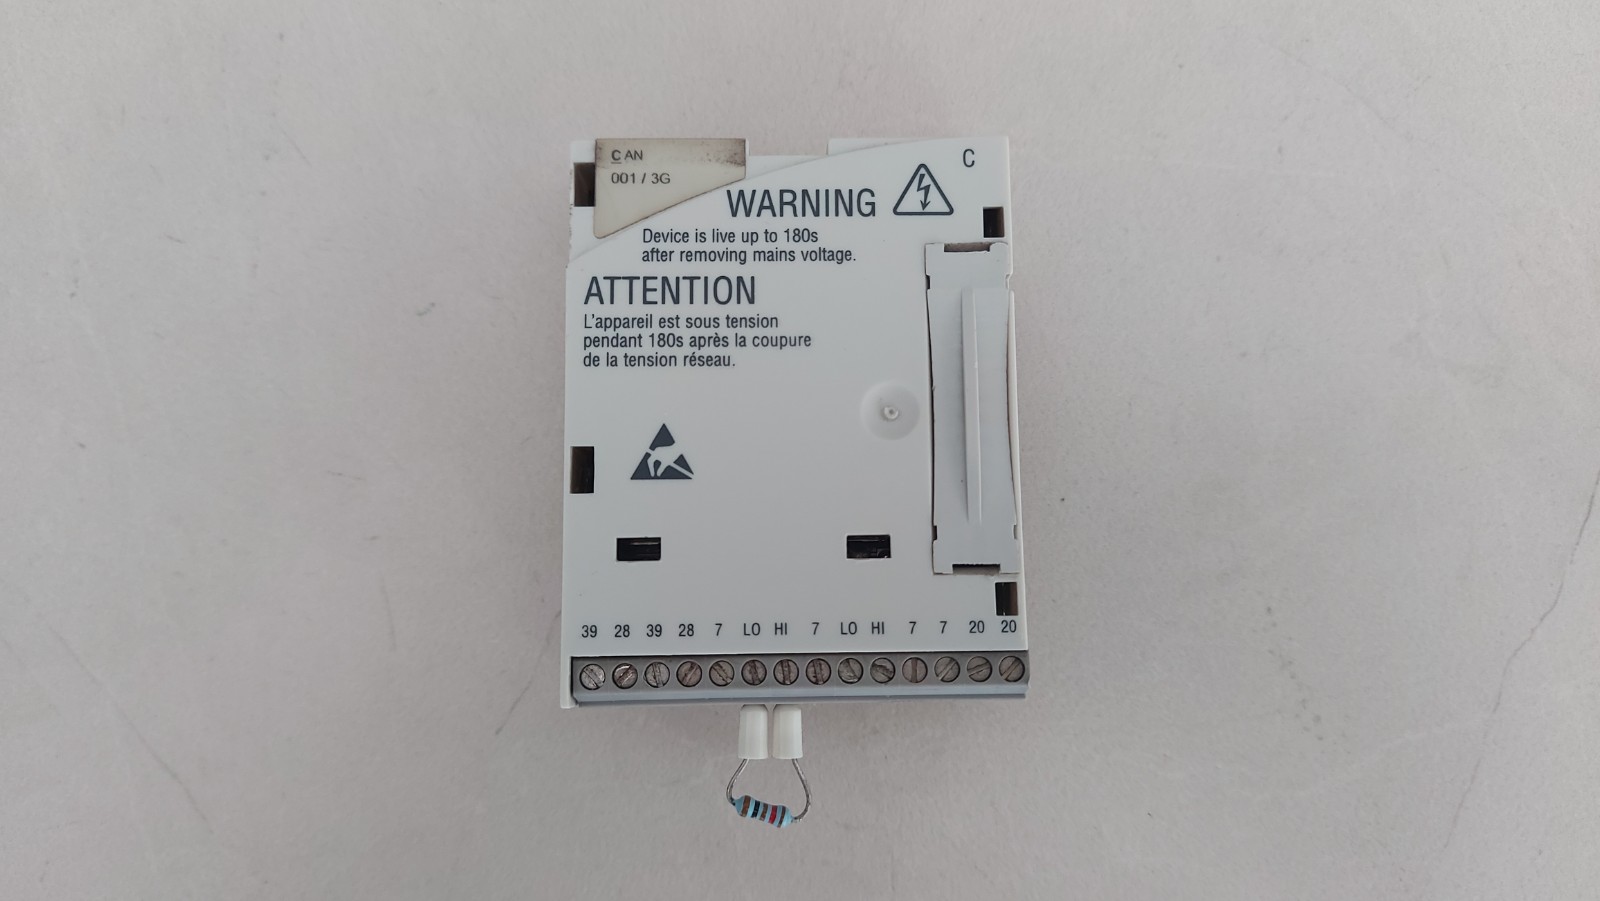 CAN
001 / 3G
C
WARNING
Device is live up to 180s
after removing mains voltage.
ATTENTION
L'appareil est sous tension
pendant 180s après la coupure
de la tension réseau.
39 28 39 28 7 LO HI 7 LO HI 7 7 20 20